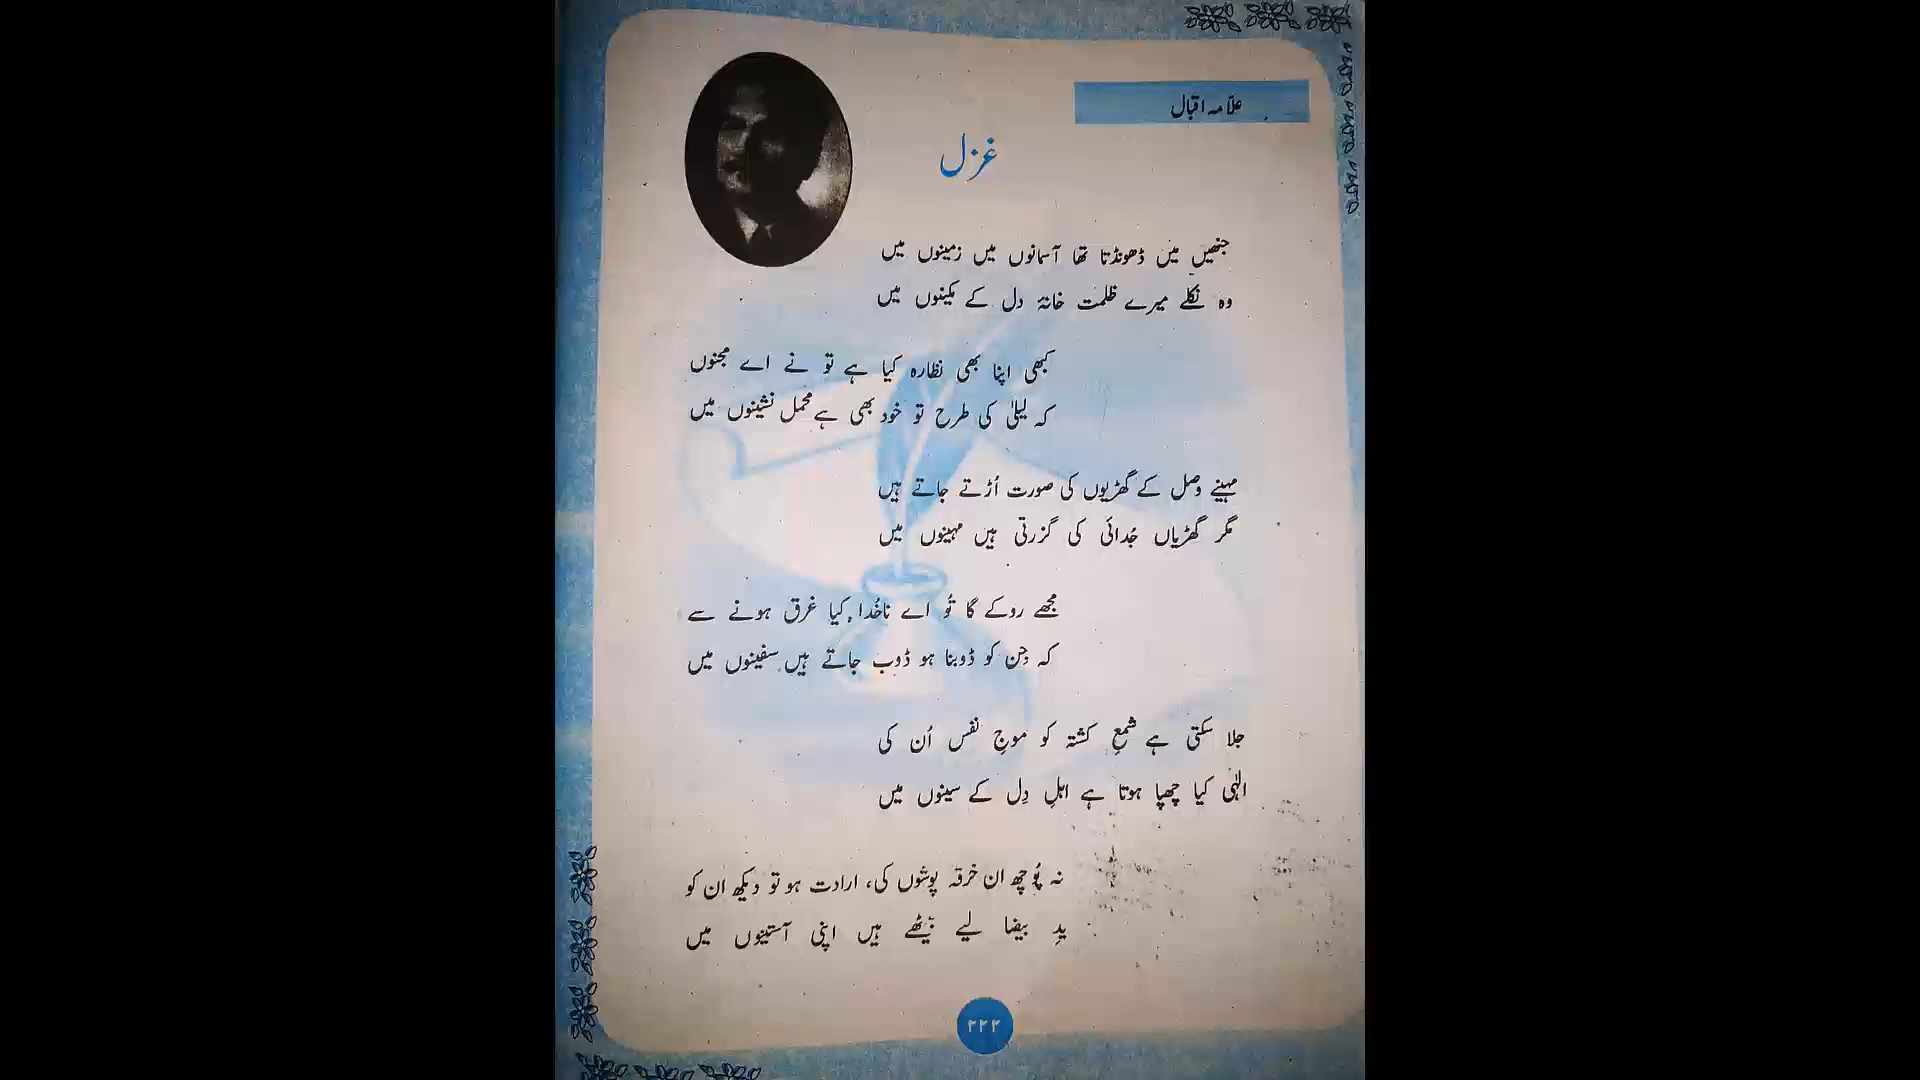 علّامہ اقبال
غزل
جنھیں میں ڈھونڈتا تھا آسمانوں میں زمینوں میں
وہ نکلے میرے ظلمت خانۂ دل کے مکینوں میں
کبھی اپنا بھی نظارہ کیا ہے تو نے اے مجنوں
کہ لیلیٰ کی طرح تو خود بھی ہے محمل نشینوں میں
مہینے وصل کے گھڑیوں کی صورت اُڑتے جاتے ہیں
مگر گھڑیاں جُدائی کی گزرتی ہیں مہینوں میں
مجھے روکے گا تُو اے ناخُدا کیا غرق ہونے سے
کہ جِن کو ڈوبنا ہو ڈوب جاتے ہیں سفینوں میں
جلا سکتی ہے شمعِ کشتہ کو موجِ نفس اُن کی
الٰہی کیا چھپا ہوتا ہے اہلِ دِل کے سینوں میں
نہ پُوچھ ان خرقہ پوشوں کی، ارادت ہو تو دیکھ ان کو
یدِ بیضا لیے بیٹھے ہیں اپنی آستینوں میں
۲۲۲